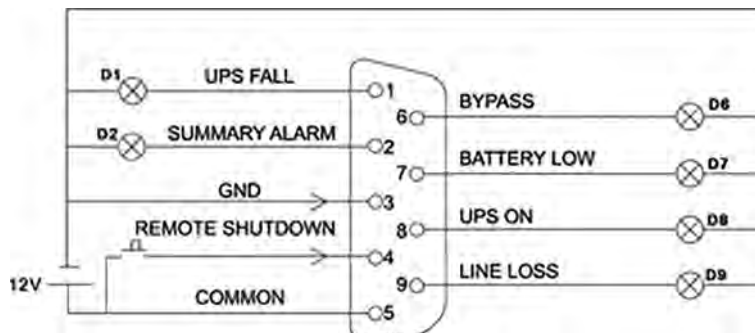 D1 UPS FALL 1
6 BYPASS D6
D2 SUMMARY ALARM 2
7 BATTERY LOW D7
GND 3
8 UPS ON D8
REMOTE SHUTDOWN 4
9 LINE LOSS D9
12V
COMMON 5